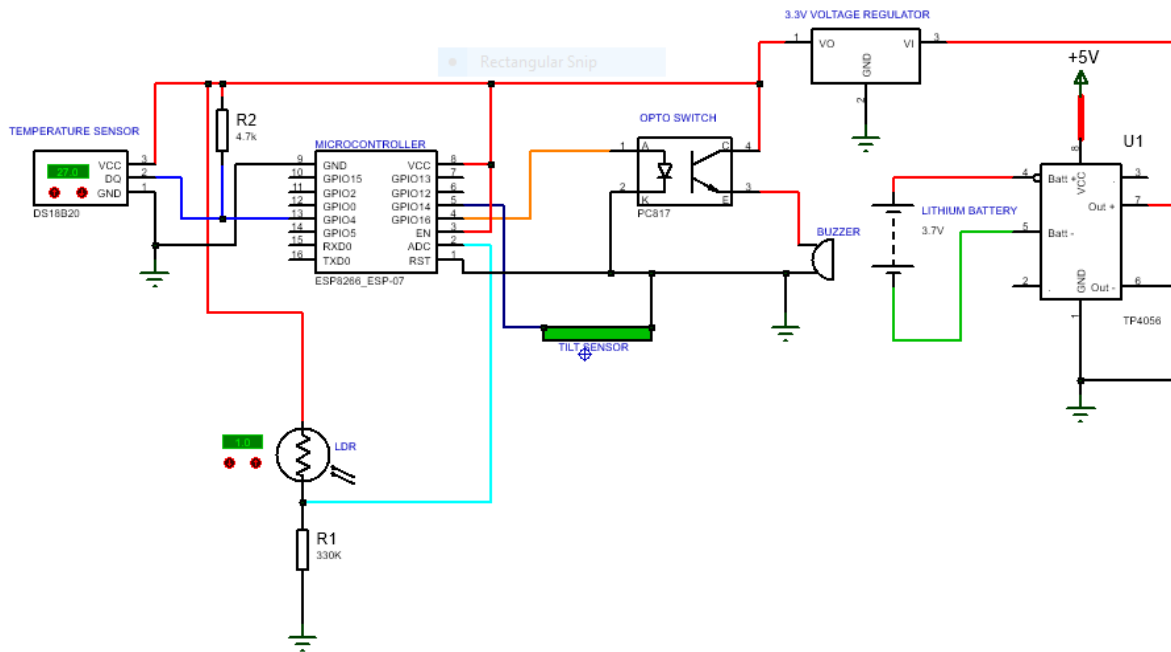 3.3V VOLTAGE REGULATOR
1 VO VI 3
GND
2
Rectangular Snip
+5V
OPTO SWITCH
1 A C 4
2 K E 3
PC817
U1
TEMPERATURE SENSOR
27.0
VCC 3
DQ 2
GND 1
DS18B20
R2
4.7k
MICROCONTROLLER
9 GND VCC 8
10 GPIO15 GPIO13 7
11 GPIO2 GPIO12 6
12 GPIO0 GPIO14 5
13 GPIO4 GPIO16 4
14 GPIO5 EN 3
15 RXD0 ADC 2
16 TXD0 RST 1
ESP8266_ESP-07
BUZZER
LITHIUM BATTERY
3.7V
8
VCC
4 Batt + . 3
Out + 7
5 Batt -
2 . Out - 6
GND
1
TP4056
TILT SENSOR
1.0
LDR
R1
330K